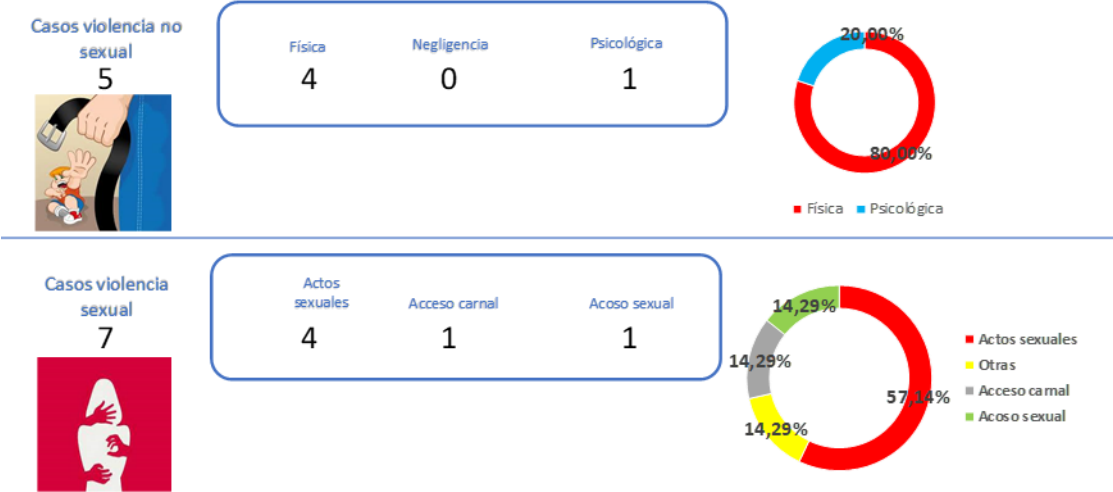 Casos violencia no
sexual
5
Física
Negligencia
Psicológica
4
0
1
20,00%
80,00%
Física
Psicológica
Casos violencia
sexual
7
Actos
sexuales
Acceso carnal
Acoso sexual
4
1
1
14,29%
14,29%
14,29%
57,14%
Actos sexuales
Otras
Acceso carnal
Acoso sexual